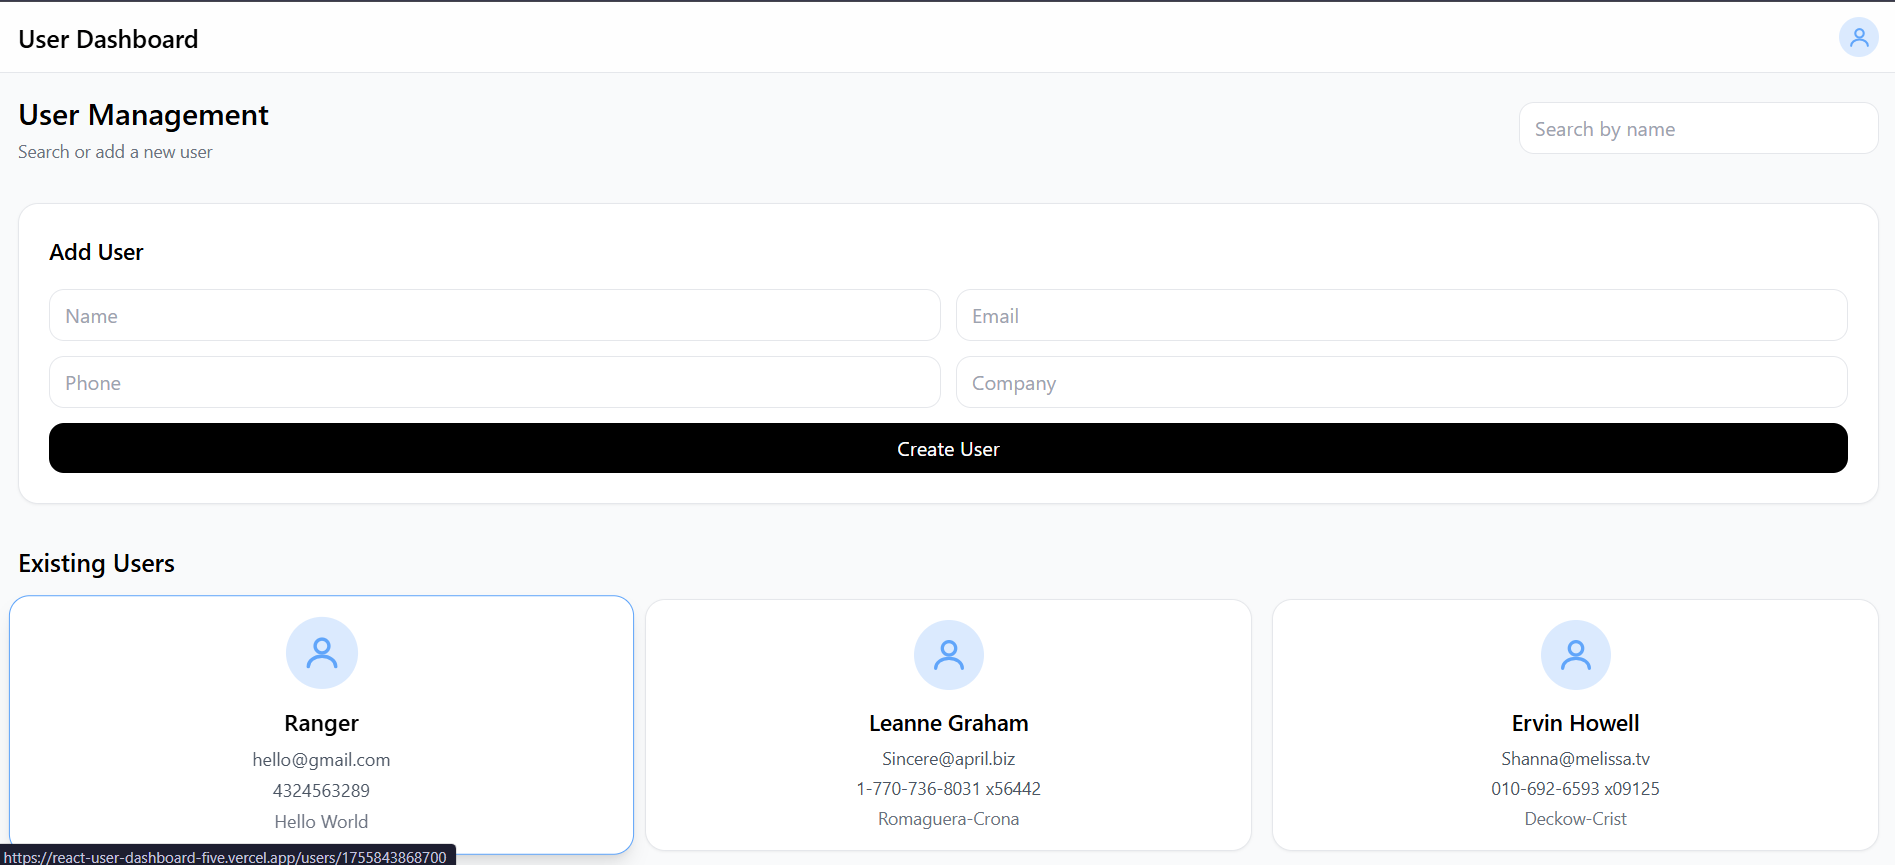 User Dashboard
User Management
Search or add a new user
Search by name
Add User
Name
Email
Phone
Company
Create User
Existing Users
Ranger
hello@gmail.com
4324563289
Hello World
Leanne Graham
Sincere@april.biz
1-770-736-8031 x56442
Romaguera-Crona
Ervin Howell
Shanna@melissa.tv
010-692-6593 x09125
Deckow-Crist
https://react-user-dashboard-five.vercel.app/users/1755843868700